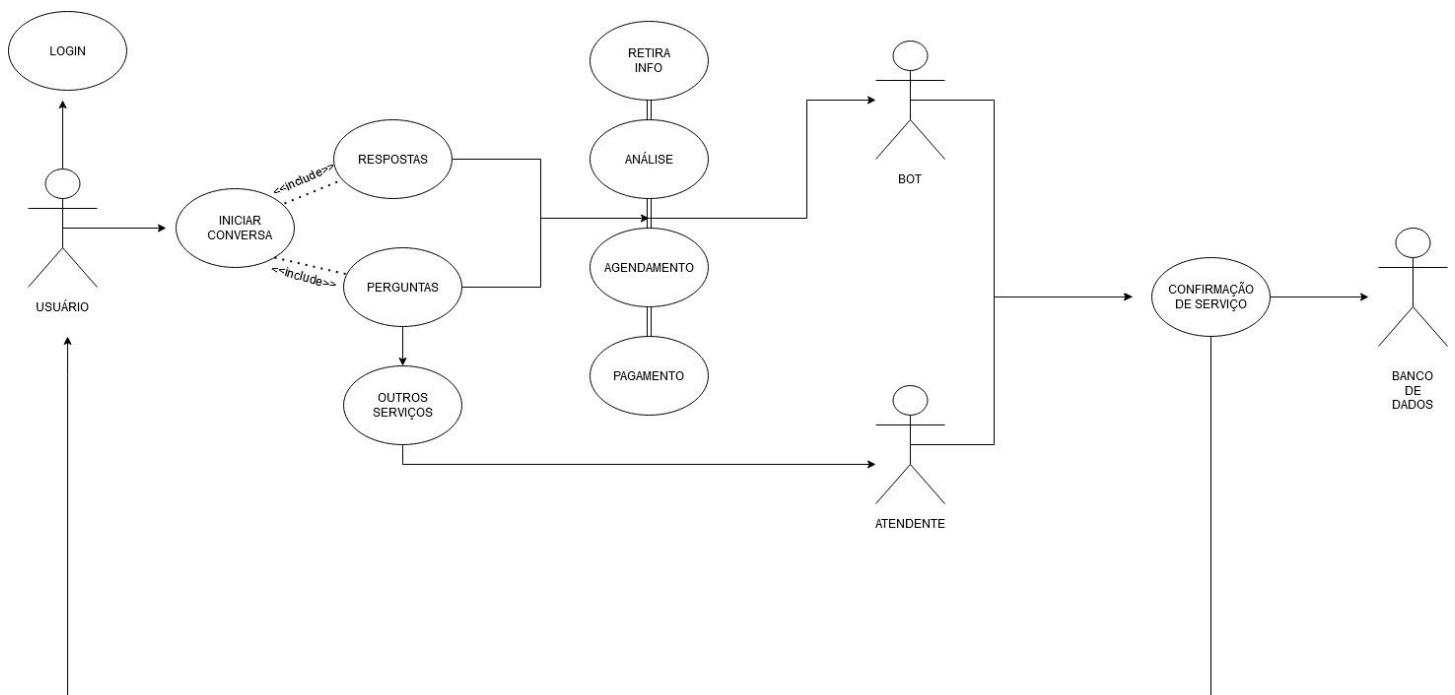 LOGIN
USUÁRIO
INICIAR
CONVERSA
<<include>>
<<include>>
RESPOSTAS
PERGUNTAS
OUTROS
SERVIÇOS
RETIRA
INFO
ANÁLISE
AGENDAMENTO
PAGAMENTO
BOT
ATENDENTE
CONFIRMAÇÃO
DE SERVIÇO
BANCO
DE
DADOS